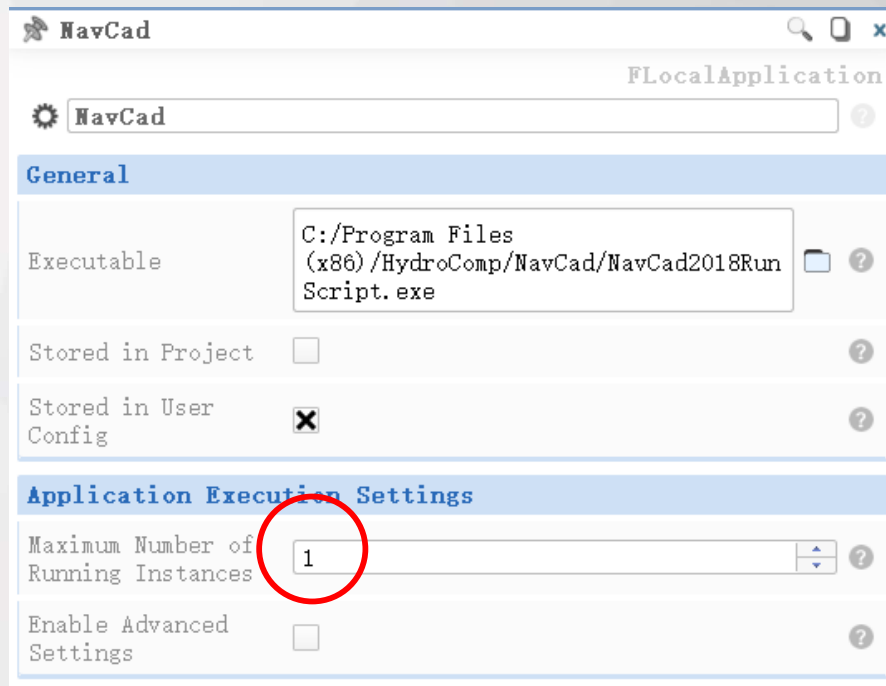 NavCad
FLocalApplication
NavCad
General
Executable
C:/Program Files
(x86)/HydroComp/NavCad/NavCad2018Run
Script.exe
Stored in Project
Stored in User
Config
Application Execution Settings
Maximum Number of
Running Instances
1
Enable Advanced
Settings